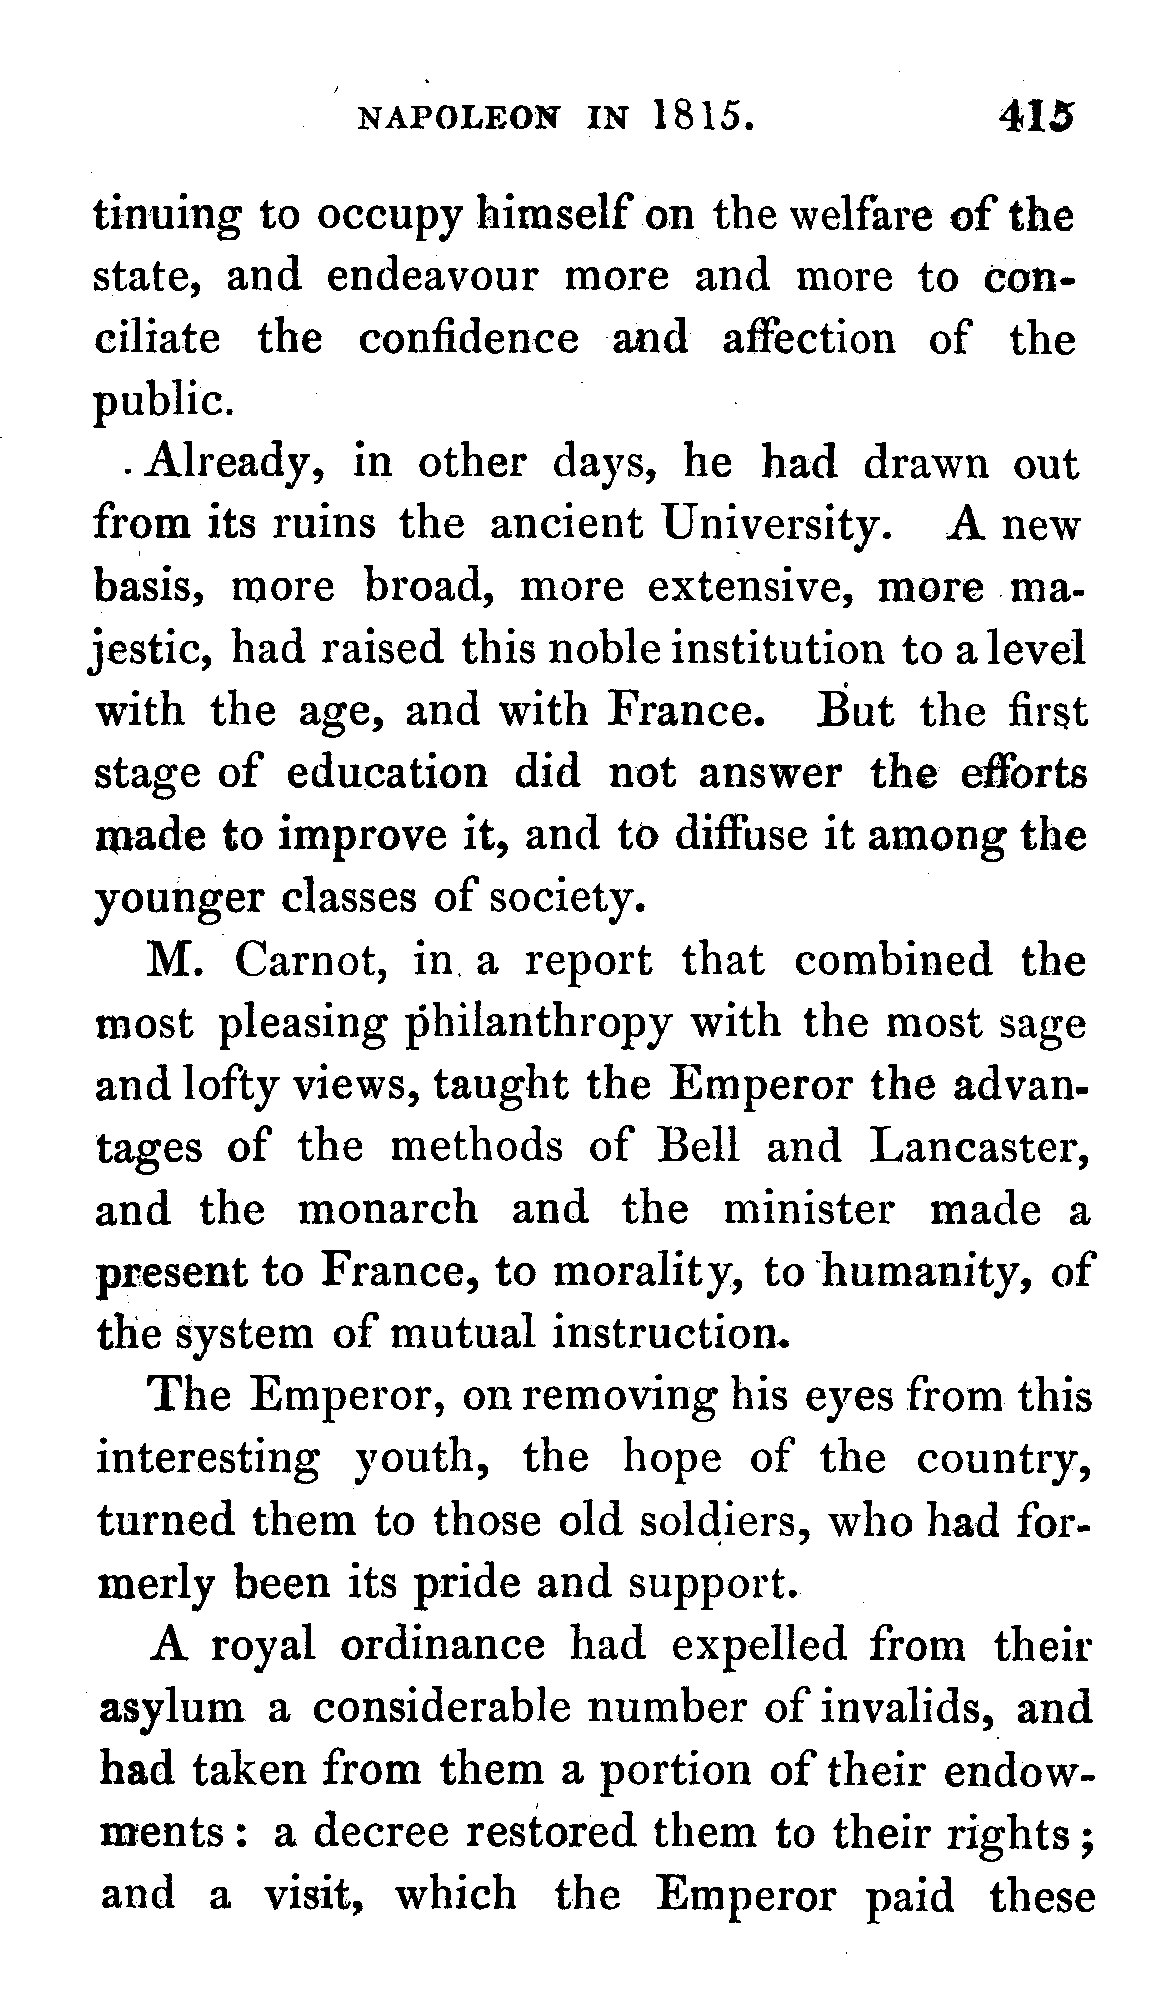 NAPOLEON IN 1815. 415
tinuing to occupy himself on the welfare of the
state, and endeavour more and more to con-
ciliate the confidence and affection of the
public.
Already, in other days, he had drawn out
from its ruins the ancient University. A new
basis, more broad, more extensive, more ma-
jestic, had raised this noble institution to a level
with the age, and with France. But the first
stage of education did not answer the efforts
made to improve it, and to diffuse it among the
younger classes of society.
M. Carnot, in a report that combined the
most pleasing philanthropy with the most sage
and lofty views, taught the Emperor the advan-
tages of the methods of Bell and Lancaster,
and the monarch and the minister made a
present to France, to morality, to humanity, of
the system of mutual instruction.
The Emperor, on removing his eyes from this
interesting youth, the hope of the country,
turned them to those old soldiers, who had for-
merly been its pride and support.
A royal ordinance had expelled from their
asylum a considerable number of invalids, and
had taken from them a portion of their endow-
ments : a decree restored them to their rights ;
and a visit, which the Emperor paid these